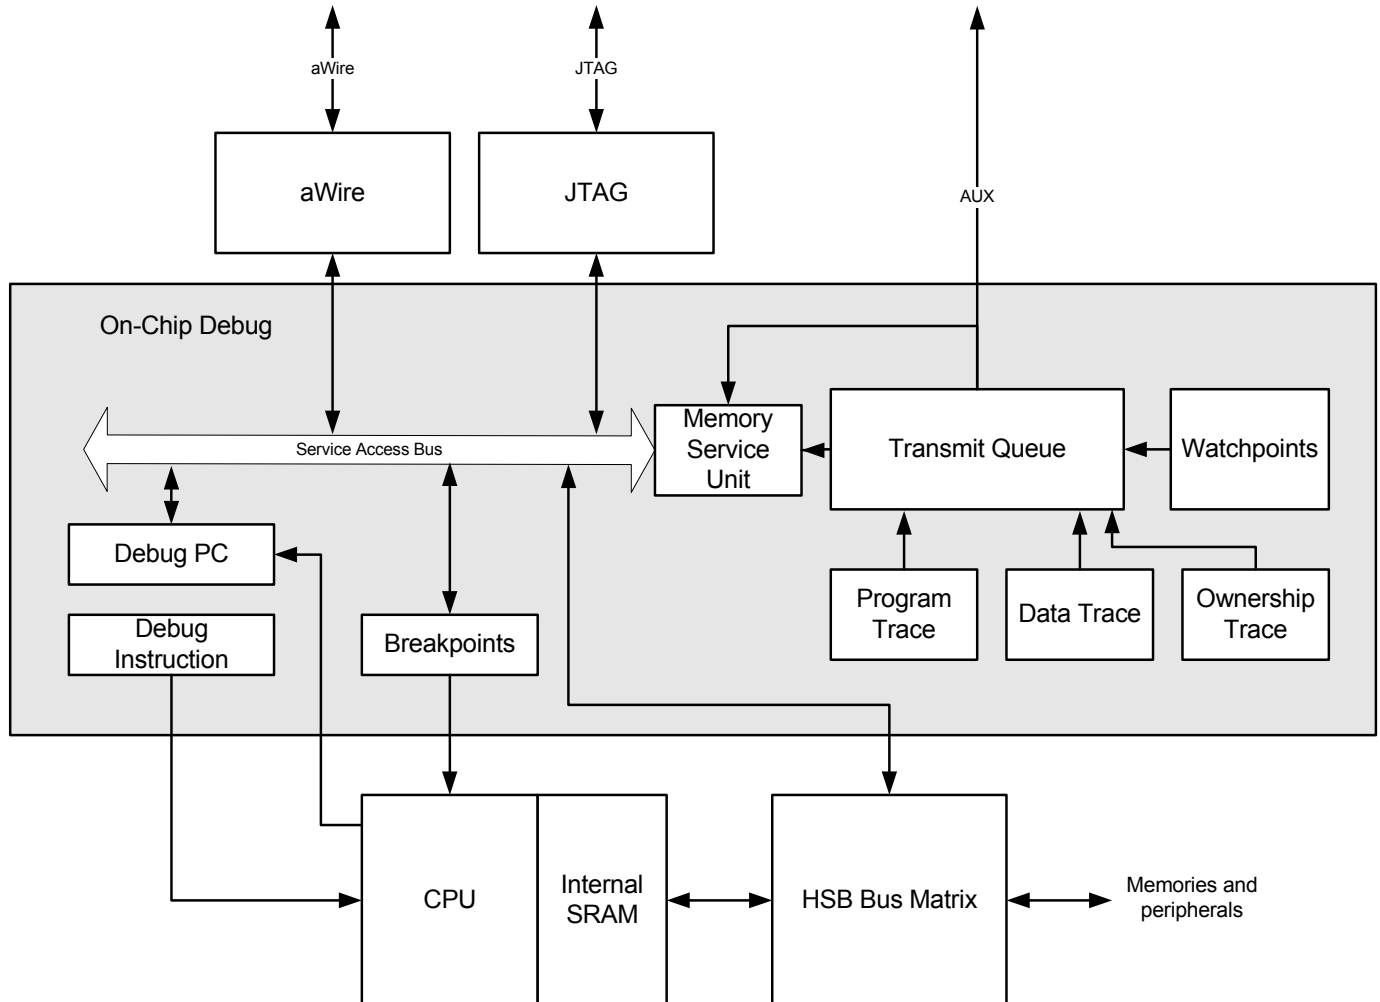 aWire
JTAG
aWire
JTAG
AUX
On-Chip Debug
Memory
Service
Unit
Transmit Queue
Watchpoints
Service Access Bus
Debug PC
Debug
Instruction
Breakpoints
Program
Trace
Data Trace
Ownership
Trace
CPU
Internal
SRAM
HSB Bus Matrix
Memories and
peripherals